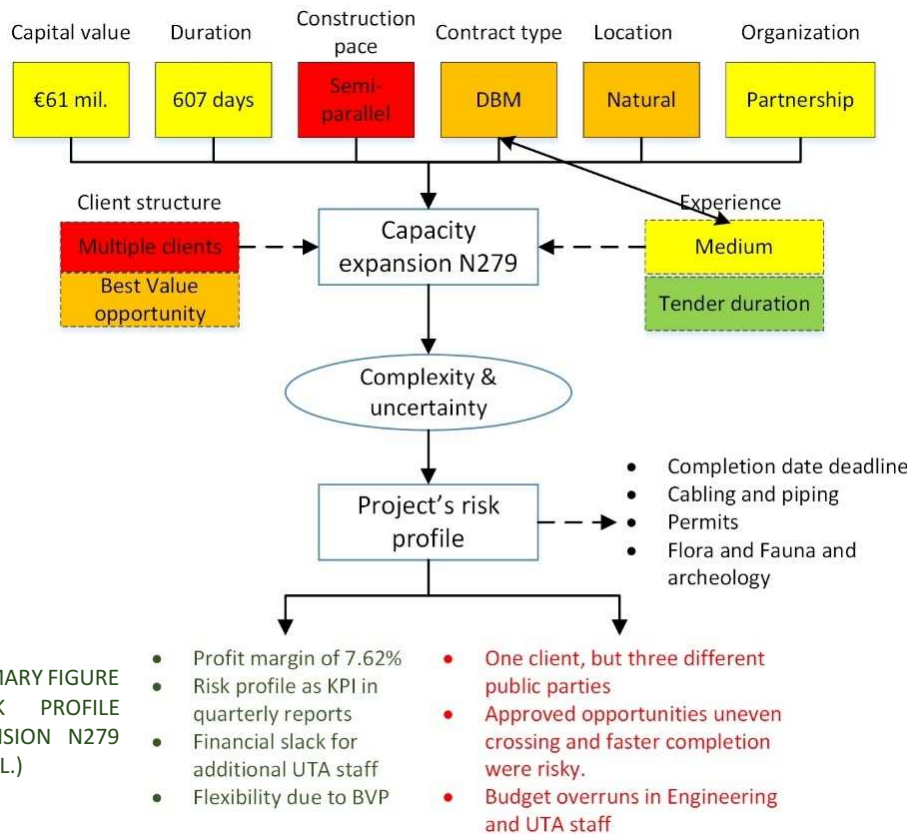 Capital value
Duration
Construction
pace
Contract type
Location
Organization
€61 mil.
607 days
Semi-
parallel
DBM
Natural
Partnership
Client structure
Experience
Multiple clients
Best Value
opportunity
Capacity
expansion N279
Medium
Tender duration
Complexity &
uncertainty
Project's risk
profile
• Completion date deadline
• Cabling and piping
• Permits
• Flora and Fauna and
archeology
MARY FIGURE
K PROFILE
NSION N279
L.)
• Profit margin of 7.62%
• Risk profile as KPI in
quarterly reports
• Financial slack for
additional UTA staff
• Flexibility due to BVP
• One client, but three different
public parties
• Approved opportunities uneven
crossing and faster completion
were risky.
• Budget overruns in Engineering
and UTA staff